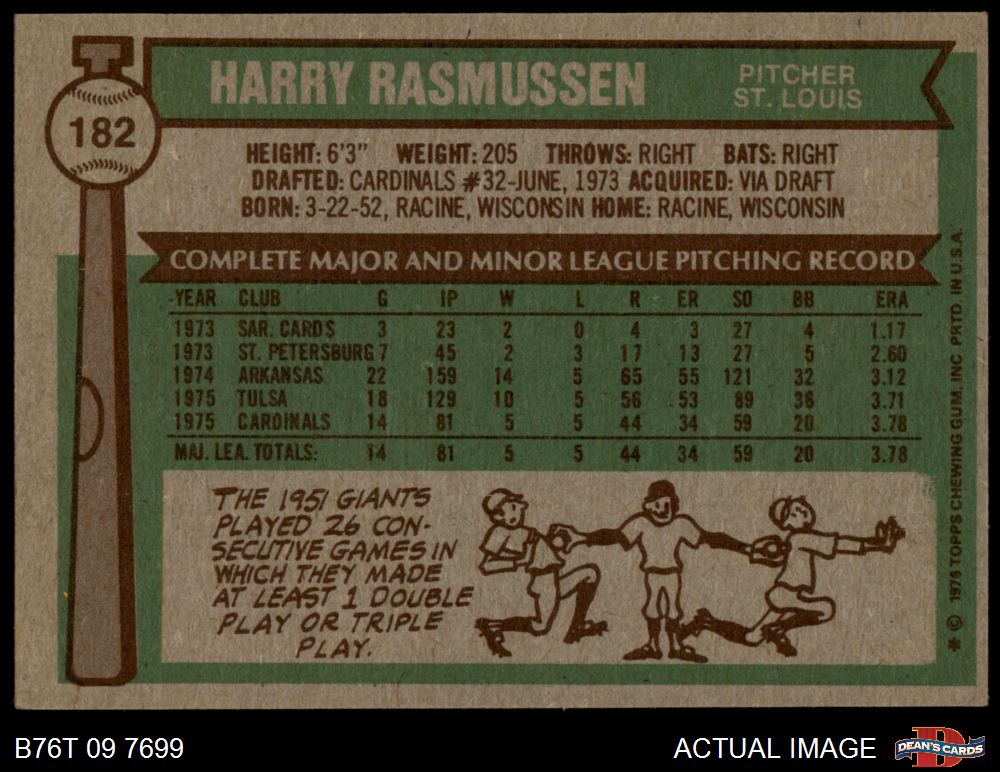 HARRY RASMUSSEN
PITCHER
ST. LOUIS
182
HEIGHT: 6'3" WEIGHT: 205 THROWS: RIGHT BATS: RIGHT
DRAFTED: CARDINALS #32-JUNE, 1973 ACQUIRED: VIA DRAFT
BORN: 3-22-52, RACINE, WISCONSIN HOME: RACINE, WISCONSIN
COMPLETE MAJOR AND MINOR LEAGUE PITCHING RECORD
YEAR CLUB G IP W L R ER SO BB ERA
1973 SAR. CARDS 3 23 2 0 4 3 27 4 1.17
1973 ST. PETERSBURG 7 45 2 3 17 13 27 5 2.60
1974 ARKANSAS 22 159 14 5 65 55 121 32 3.12
1975 TULSA 18 129 10 5 56 53 89 36 3.71
1975 CARDINALS 14 81 5 5 44 34 59 20 3.78
MAJ. LEA. TOTALS: 14 81 5 5 44 34 59 20 3.78
THE 1951 GIANTS
PLAYED 26 CON-
SECUTIVE GAMES IN
WHICH THEY MADE
AT LEAST 1 DOUBLE
PLAY OR TRIPLE
PLAY.
* © 1976 TOPPS CHEWING GUM, INC. PRTD. IN U.S.A.
B76T 09 7699
ACTUAL IMAGE
D
DEAN'S CARDS